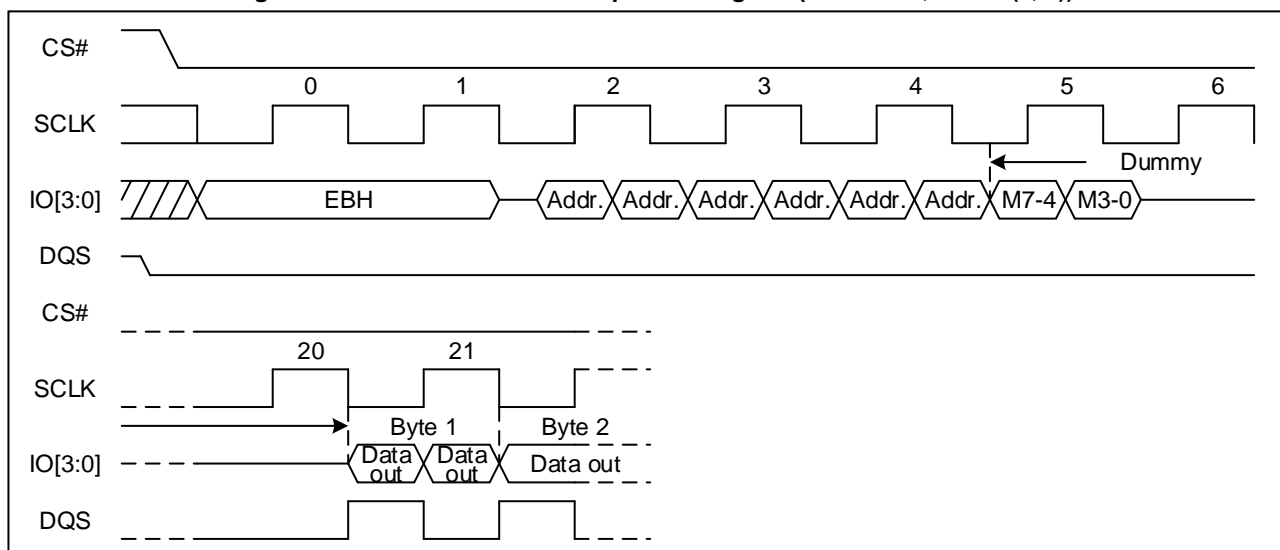 CS#
0 1 2 3 4 5 6
SCLK
Dummy
IO[3:0] EBH Addr. Addr. Addr. Addr. Addr. Addr. M7-4 M3-0
DQS
CS#
20 21
SCLK
Byte 1 Byte 2
IO[3:0] Data out Data out Data out
DQS